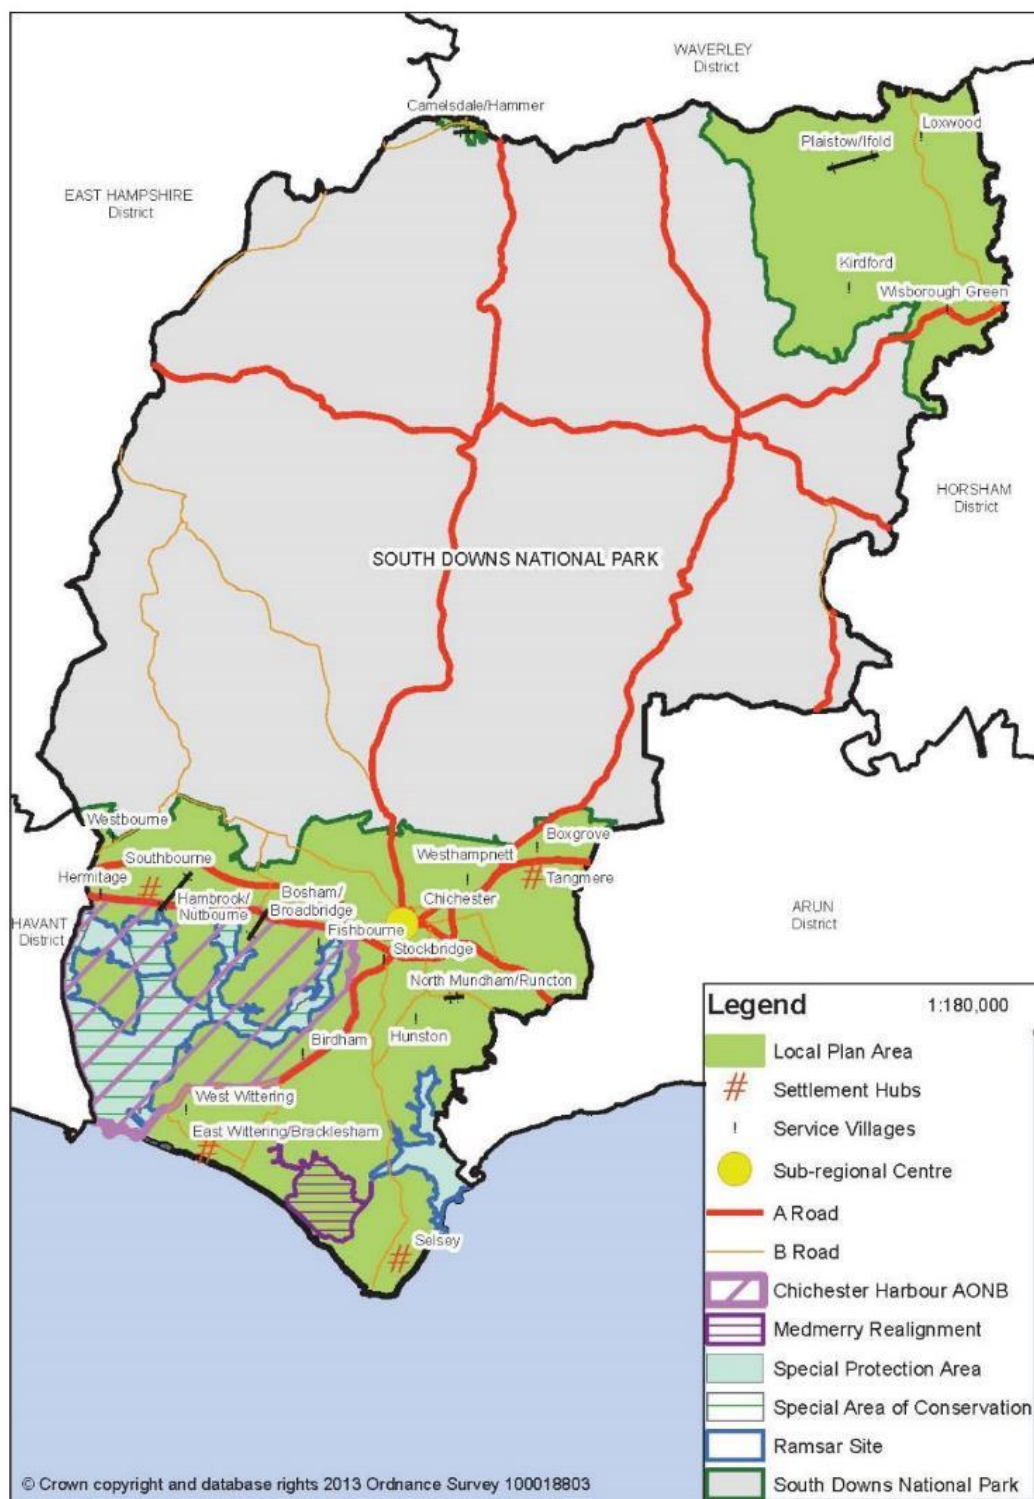 WAVERLEY
District
Camelsdale/Hammer
Loxwood
Plaistow/Ifold
EAST HAMPSHIRE
District
Kirdford
Wisborough Green
HORSHAM
District
SOUTH DOWNS NATIONAL PARK
Westbourne
Boxgrove
Westhampnett
Southbourne
Hermitage
Tangmere
Hambrook/
Nutbourne
Bosham/
Broadbridge
Chichester
HAVANT
District
ARUN
District
Fishbourne
Stockbridge
North Mundham/Runcton
Birdham
Hunston
West Wittering
East Wittering/Bracklesham
Selsey
Legend 1:180,000
Local Plan Area
# Settlement Hubs
! Service Villages
Sub-regional Centre
A Road
B Road
Chichester Harbour AONB
Medmerry Realignment
Special Protection Area
Special Area of Conservation
Ramsar Site
South Downs National Park
© Crown copyright and database rights 2013 Ordnance Survey 100018803